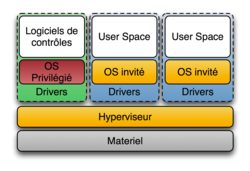 Logiciels de
contrôles
User Space
User Space
OS
Privilégié
OS invité
OS invité
Drivers
Drivers
Drivers
Hyperviseur
Materiel